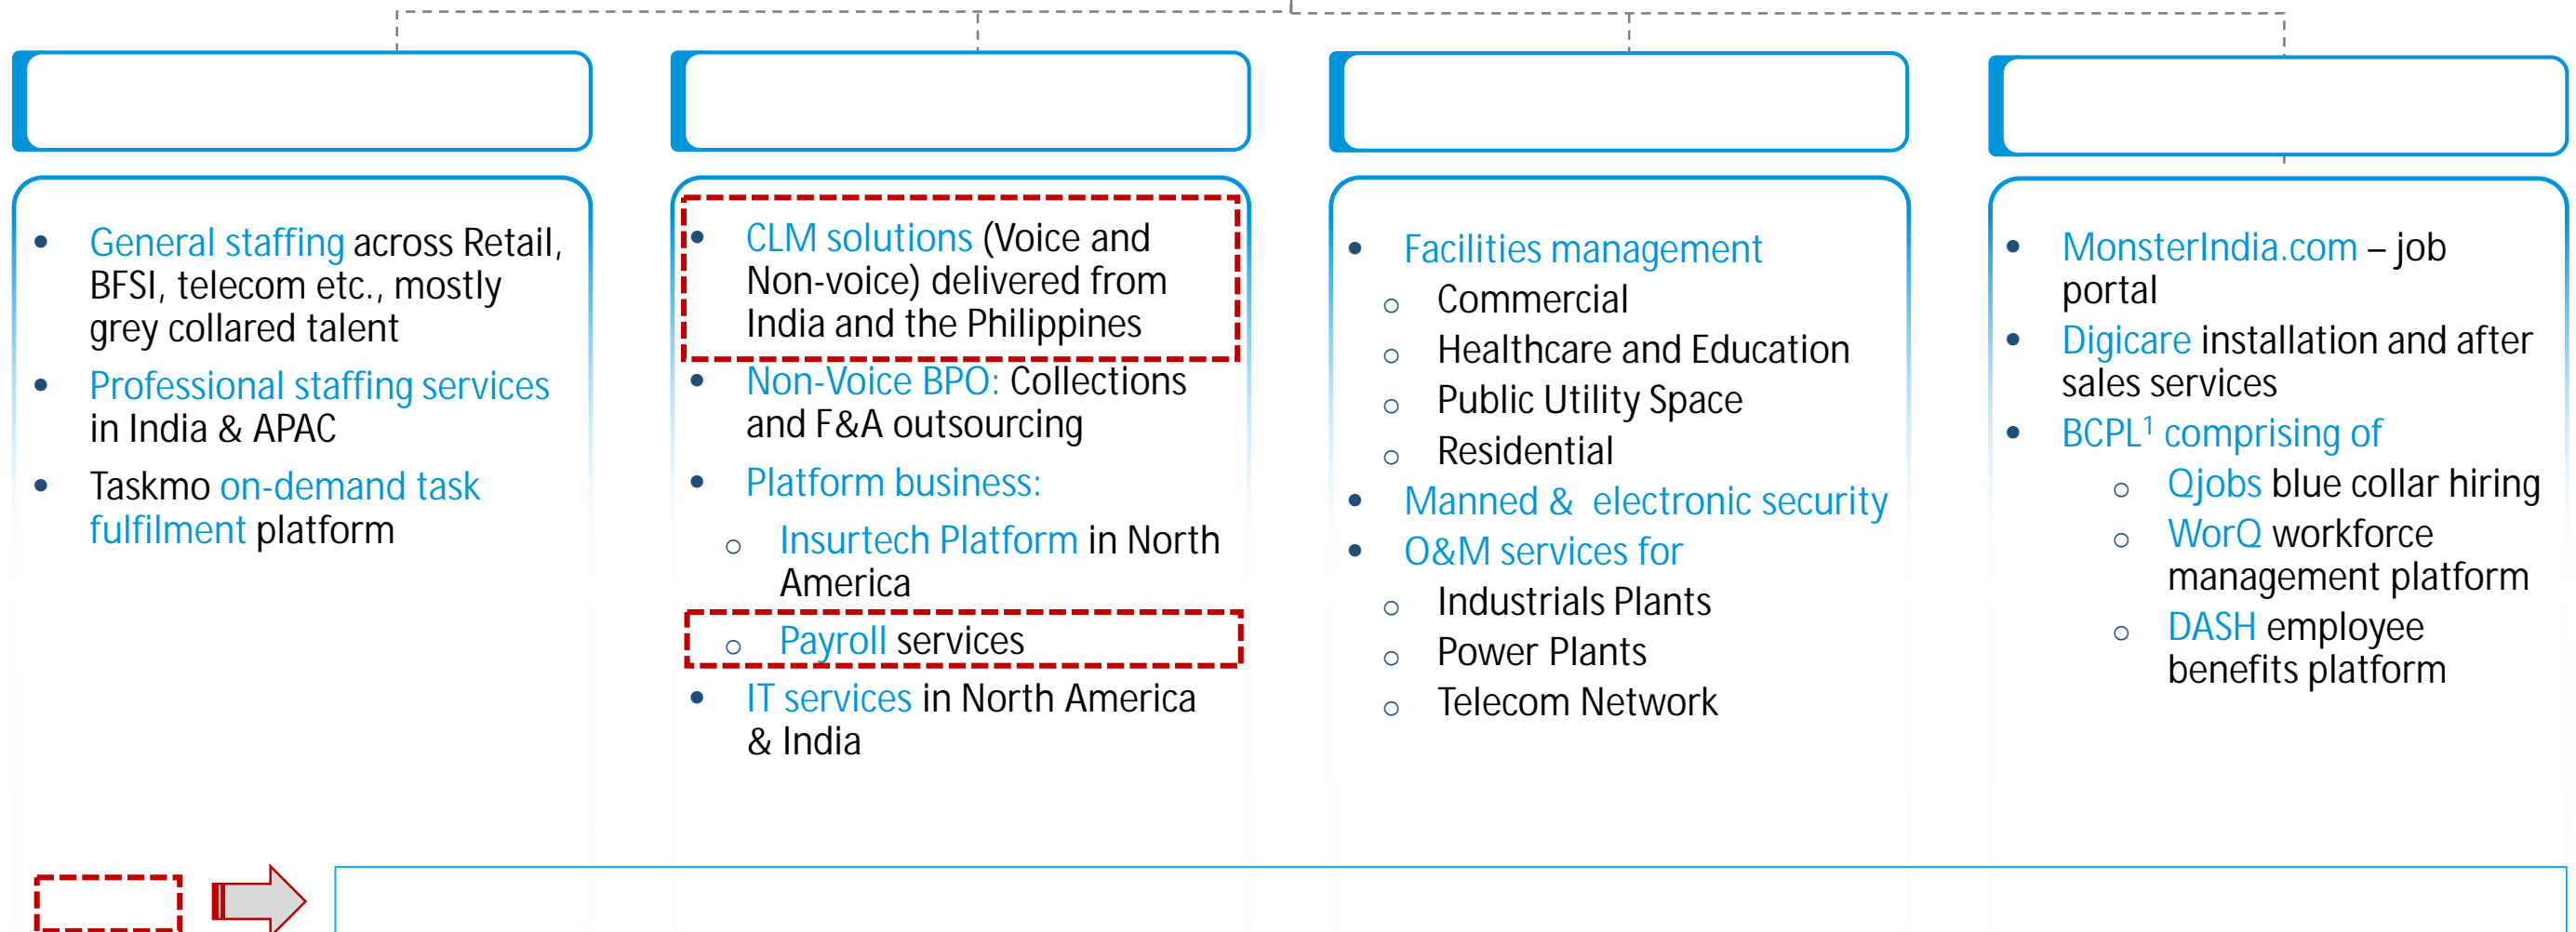 • General staffing across Retail,
BFSI, telecom etc., mostly
grey collared talent
• Professional staffing services
in India & APAC
• Taskmo on-demand task
fulfilment platform
• CLM solutions (Voice and
Non-voice) delivered from
India and the Philippines
• Non-Voice BPO: Collections
and F&A outsourcing
• Platform business:
o Insurtech Platform in North
America
o Payroll services
• IT services in North America
& India
• Facilities management
o Commercial
o Healthcare and Education
o Public Utility Space
o Residential
• Manned & electronic security
• O&M services for
o Industrials Plants
o Power Plants
o Telecom Network
• MonsterIndia.com – job
portal
• Digicare installation and after
sales services
• BCPL¹ comprising of
o Qjobs blue collar hiring
o WorQ workforce
management platform
o DASH employee
benefits platform